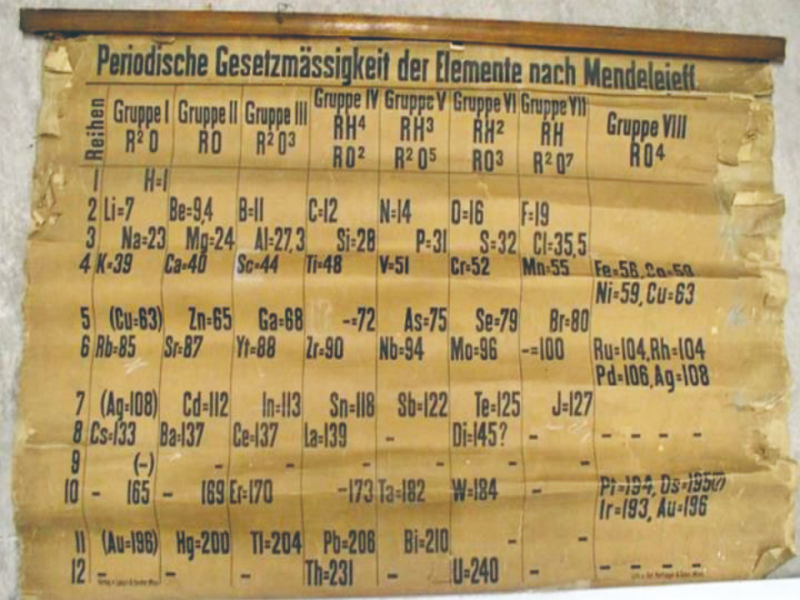 Periodische Gesetzmässigkeit der Elemente nach Mendelejeff.
Reihen Gruppe I Gruppe II Gruppe III Gruppe IV Gruppe V Gruppe VI Gruppe VII Gruppe VIII
RH⁴ RH³ RH² RH
R²O RO R²O³ RO² R²O⁵ RO³ R²O⁷ RO⁴
1 H=1
2 Li=7 Be=9,4 B=11 C=12 N=14 O=16 F=19
3 Na=23 Mg=24 Al=27,3 Si=28 P=31 S=32 Cl=35,5
4 K=39 Ca=40 Sc=44 Ti=48 V=51 Cr=52 Mn=55 Fe=56, Co=59
Ni=59, Cu=63
5 (Cu=63) Zn=65 Ga=68 -=72 As=75 Se=79 Br=80
6 Rb=85 Sr=87 Yt=88 Zr=90 Nb=94 Mo=96 -=100 Ru=104, Rh=104
Pd=106, Ag=108
7 (Ag=108) Cd=112 In=113 Sn=118 Sb=122 Te=125 J=127
8 Cs=133 Ba=137 Ce=137 La=139 - Di=145? - - - - -
9 (-) - - - - - - - - - -
10 - 165 - 169 Er=170 -173 Ta=182 W=184 - Pt=194, Os=195(?)
Ir=193, Au=196
11 (Au=196) Hg=200 Tl=204 Pb=206 Bi=210 - -
12 - - - Th=231 - U=240 - - - - -